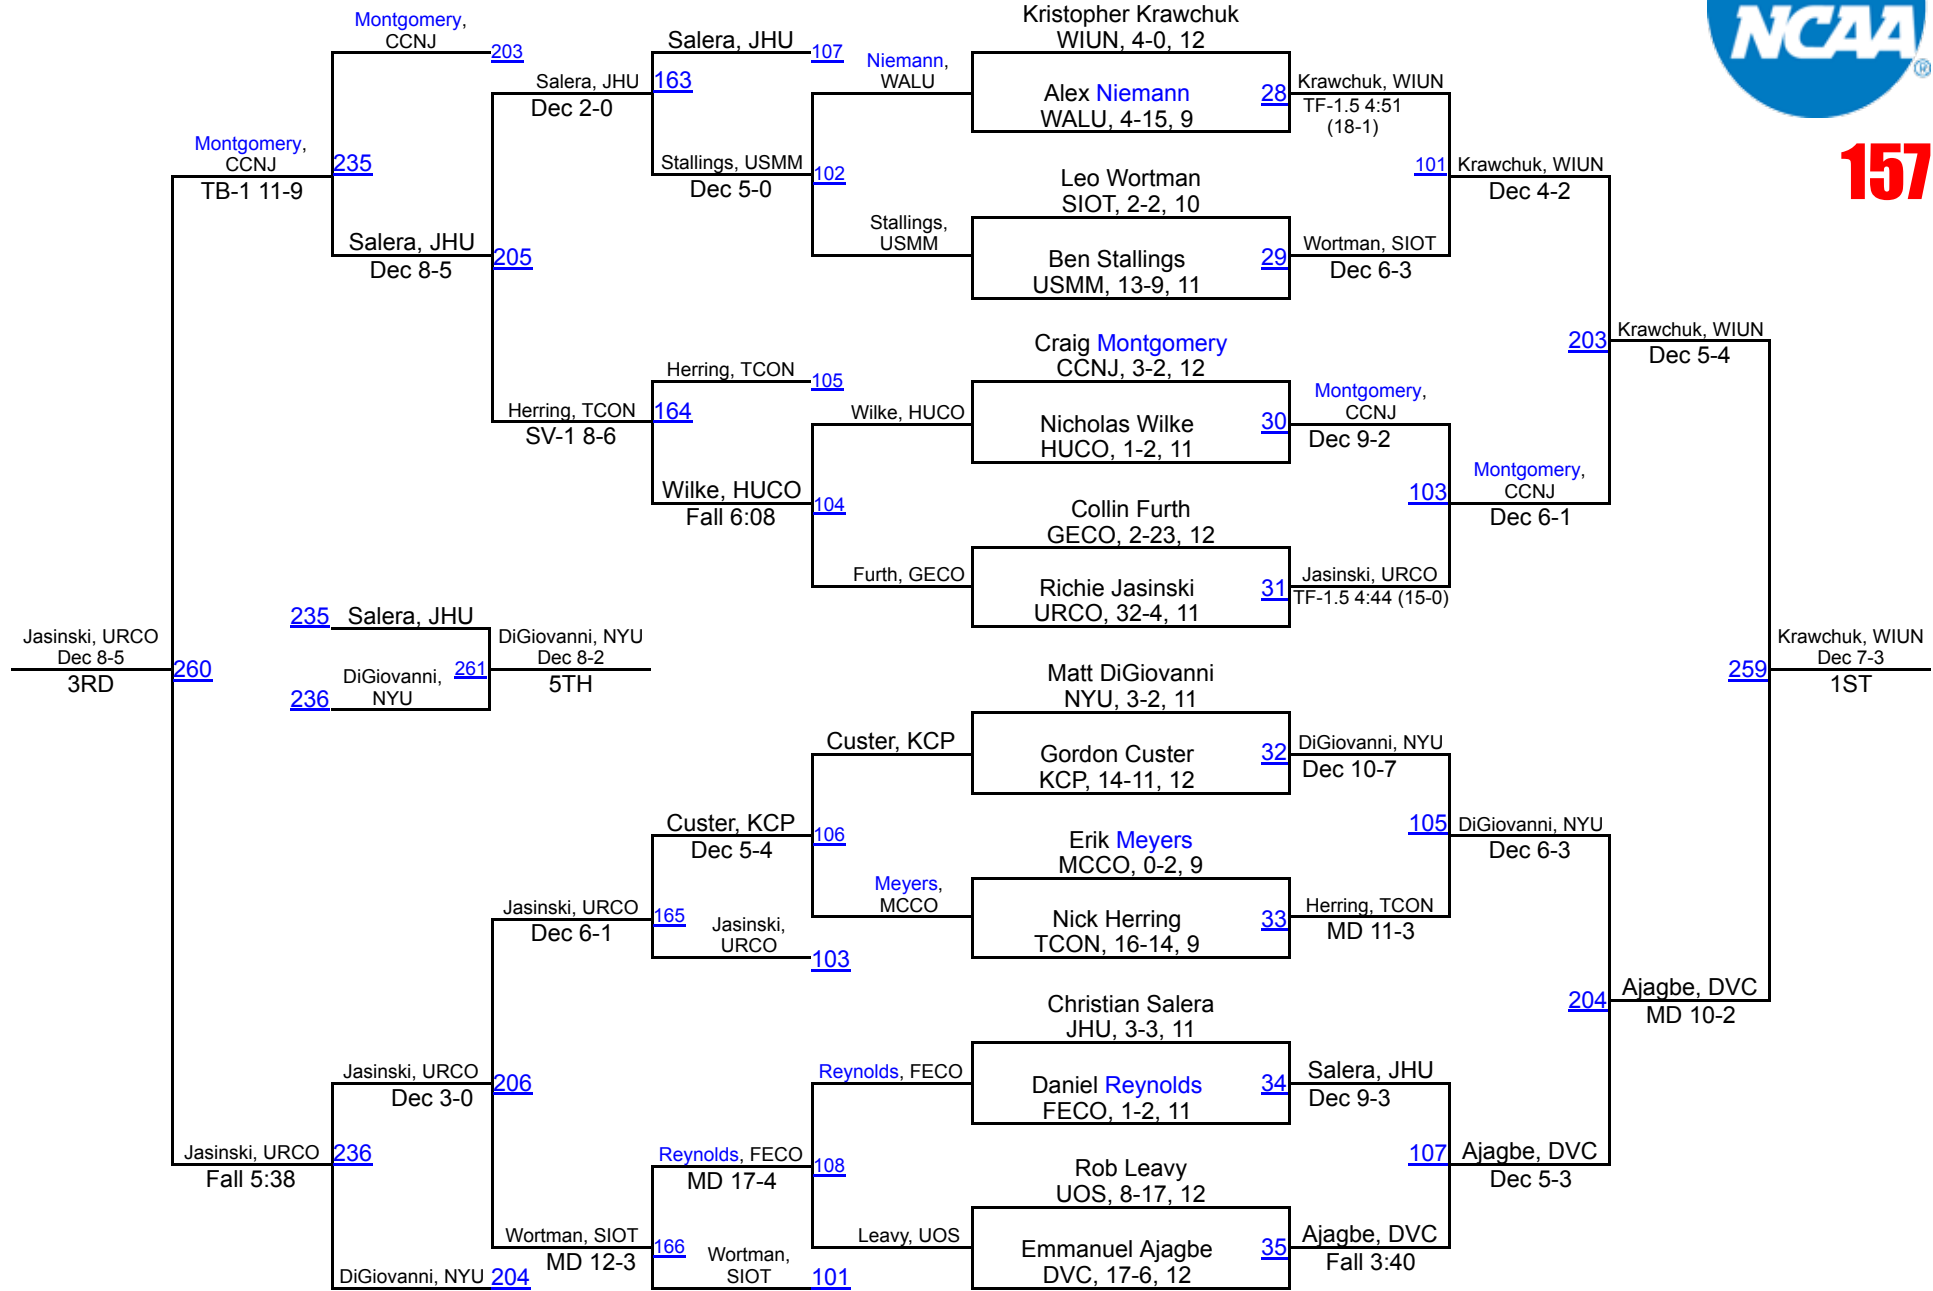 NCAA
®
157
Montgomery,
CCNJ
203
Salera, JHU
107
Salera, JHU
Dec 2-0
163
Niemann,
WALU
Kristopher Krawchuk
WIUN, 4-0, 12
Alex Niemann
WALU, 4-15, 9
28
Krawchuk, WIUN
TF-1.5 4:51
(18-1)
Montgomery,
CCNJ
TB-1 11-9
235
Stallings, USMM
Dec 5-0
102
Leo Wortman
SIOT, 2-2, 10
Ben Stallings
USMM, 13-9, 11
29
Wortman, SIOT
Dec 6-3
101
Krawchuk, WIUN
Dec 4-2
Stallings,
USMM
Salera, JHU
Dec 8-5
205
Craig Montgomery
CCNJ, 3-2, 12
Nicholas Wilke
HUCO, 1-2, 11
30
Montgomery,
CCNJ
Dec 9-2
203
Krawchuk, WIUN
Dec 5-4
Herring, TCON
105
Herring, TCON
SV-1 8-6
164
Wilke, HUCO
Wilke, HUCO
Fall 6:08
104
Collin Furth
GECO, 2-23, 12
Richie Jasinski
URCO, 32-4, 11
31
Jasinski, URCO
TF-1.5 4:44 (15-0)
103
Montgomery,
CCNJ
Dec 6-1
Furth, GECO
Jasinski, URCO
Dec 8-5
3RD
260
235
Salera, JHU
236
DiGiovanni,
NYU
261
DiGiovanni, NYU
Dec 8-2
5TH
259
Krawchuk, WIUN
Dec 7-3
1ST
Matt DiGiovanni
NYU, 3-2, 11
Gordon Custer
KCP, 14-11, 12
32
DiGiovanni, NYU
Dec 10-7
Custer, KCP
Custer, KCP
Dec 5-4
106
Erik Meyers
MCCO, 0-2, 9
Nick Herring
TCON, 16-14, 9
33
Herring, TCON
MD 11-3
105
DiGiovanni, NYU
Dec 6-3
Meyers,
MCCO
Jasinski, URCO
Dec 6-1
165
Jasinski,
URCO
103
Christian Salera
JHU, 3-3, 11
Daniel Reynolds
FECO, 1-2, 11
34
Salera, JHU
Dec 9-3
204
Ajagbe, DVC
MD 10-2
Jasinski, URCO
Dec 3-0
206
Reynolds, FECO
Jasinski, URCO
Fall 5:38
236
Reynolds, FECO
MD 17-4
108
Rob Leavy
UOS, 8-17, 12
Emmanuel Ajagbe
DVC, 17-6, 12
35
Ajagbe, DVC
Fall 3:40
107
Ajagbe, DVC
Dec 5-3
Wortman, SIOT
MD 12-3
166
Wortman,
SIOT
101
Leavy, UOS
DiGiovanni, NYU
204